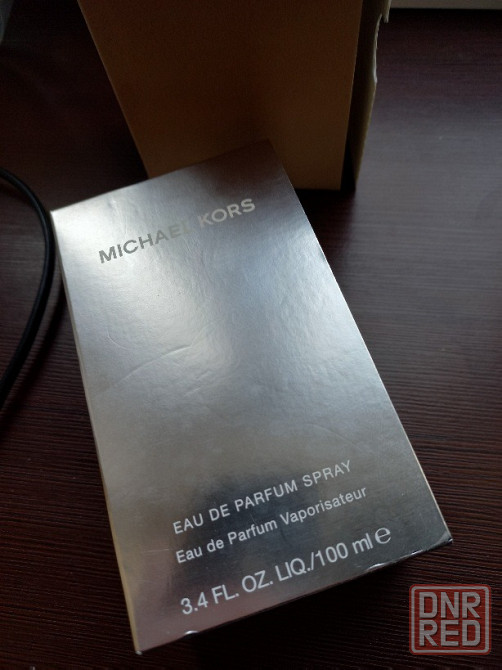 MICHAEL KORS
EAU DE PARFUM SPRAY
Eau de Parfum Vaporisateur
3.4 FL. OZ. LIQ./100 ml ℮
DNR
RED